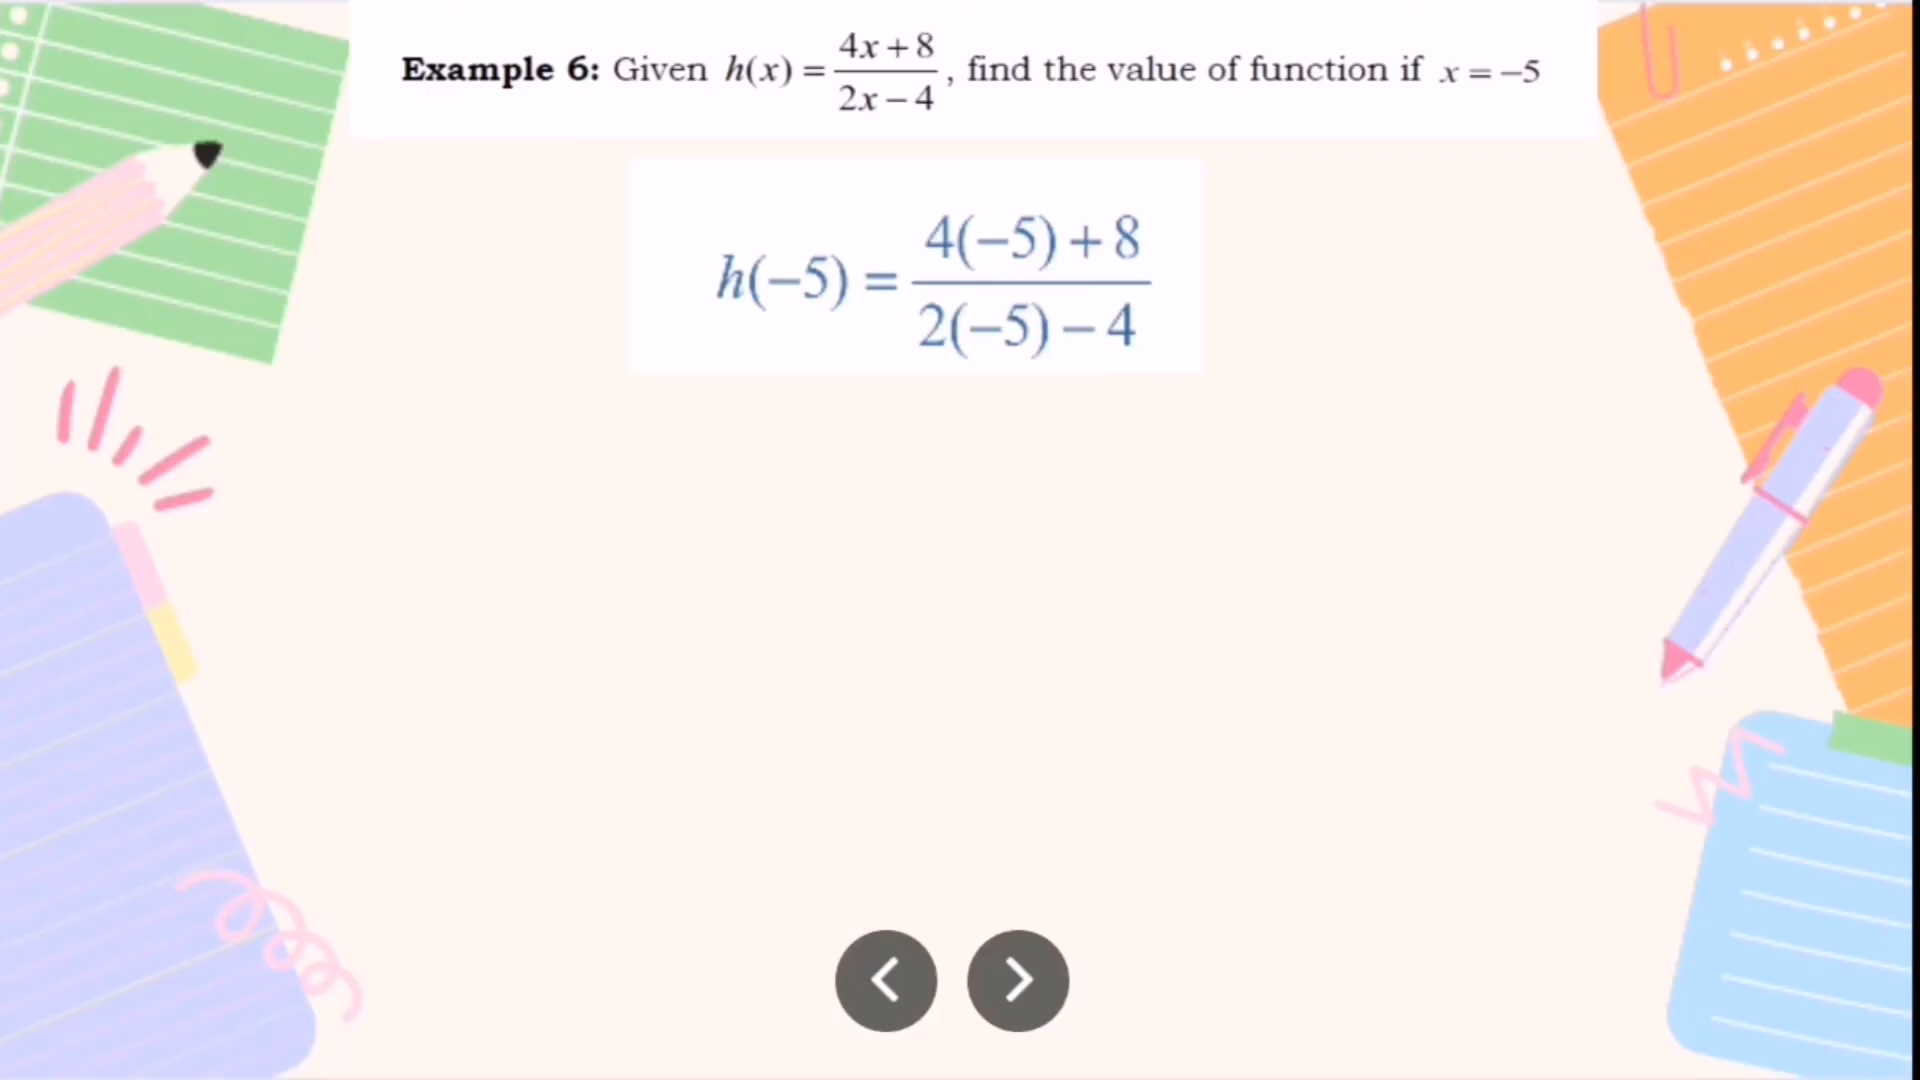 Example 6: Given h(x) = (4x + 8)/(2x − 4), find the value of function if x = −5
h(−5) = (4(−5) + 8)/(2(−5) − 4)